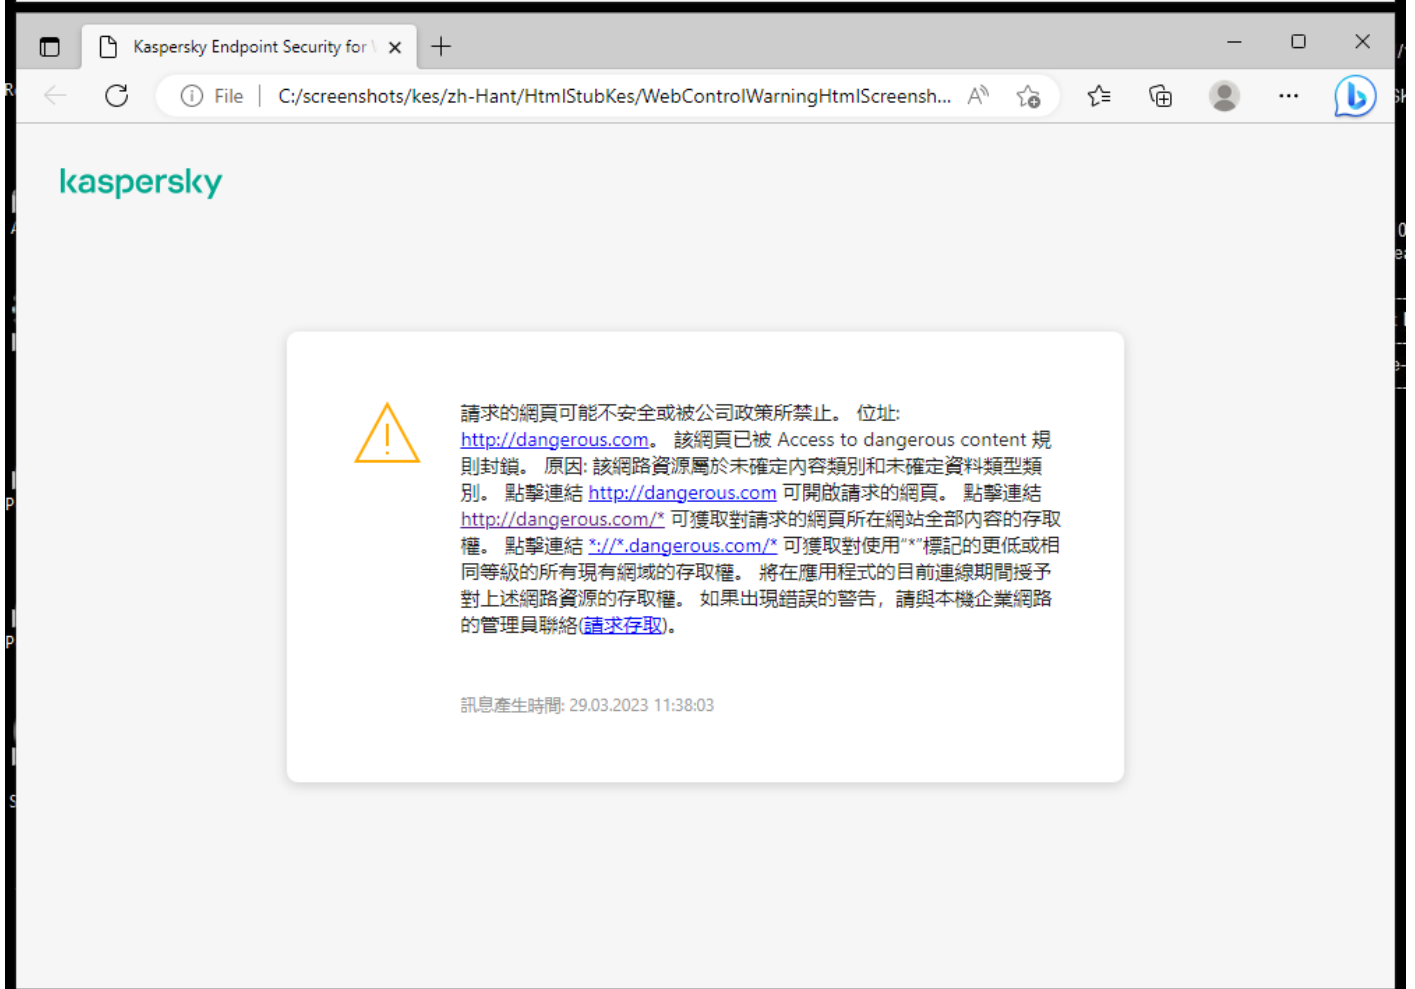 Kaspersky Endpoint Security for
File
C:/screenshots/kes/zh-Hant/HtmlStubKes/WebControlWarningHtmlScreensh...
kaspersky
請求的網頁可能不安全或被公司政策所禁止。 位址:
http://dangerous.com。 該網頁已被 Access to dangerous content 規
則封鎖。 原因: 該網路資源屬於未確定內容類別和未確定資料類型類
別。 點擊連結 http://dangerous.com 可開啟請求的網頁。 點擊連結
http://dangerous.com/* 可獲取對請求的網頁所在網站全部內容的存取
權。 點擊連結 *://*.dangerous.com/* 可獲取對使用"*"標記的更低或相
同等級的所有現有網域的存取權。 將在應用程式的目前連線期間授予
對上述網路資源的存取權。 如果出現錯誤的警告，請與本機企業網路
的管理員聯絡(請求存取)。
訊息產生時間: 29.03.2023 11:38:03